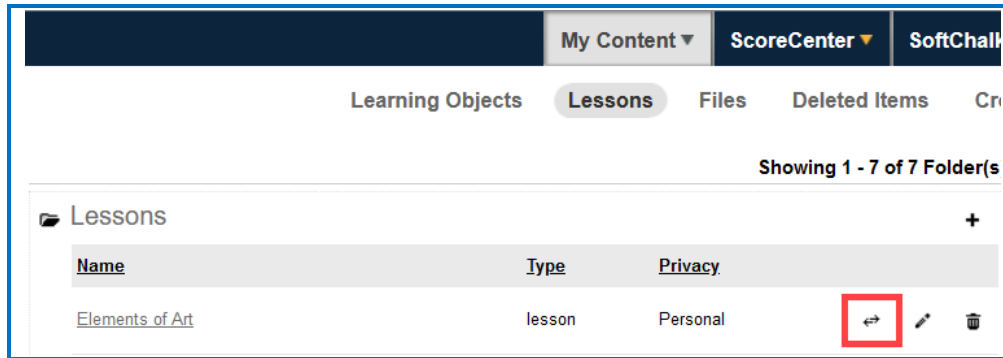 My Content ▼ ScoreCenter ▼ SoftChalk
Learning Objects Lessons Files Deleted Items Cre
Showing 1 - 7 of 7 Folder(s
Lessons +
Name Type Privacy
Elements of Art lesson Personal